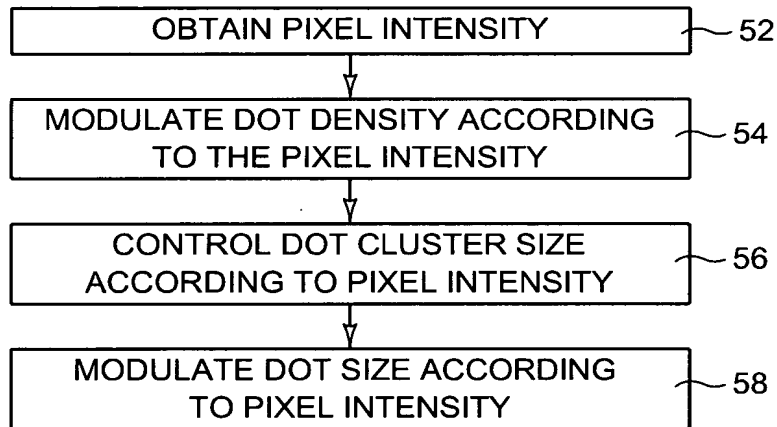 OBTAIN PIXEL INTENSITY
52
MODULATE DOT DENSITY ACCORDING
TO THE PIXEL INTENSITY
54
CONTROL DOT CLUSTER SIZE
ACCORDING TO PIXEL INTENSITY
56
MODULATE DOT SIZE ACCORDING
TO PIXEL INTENSITY
58